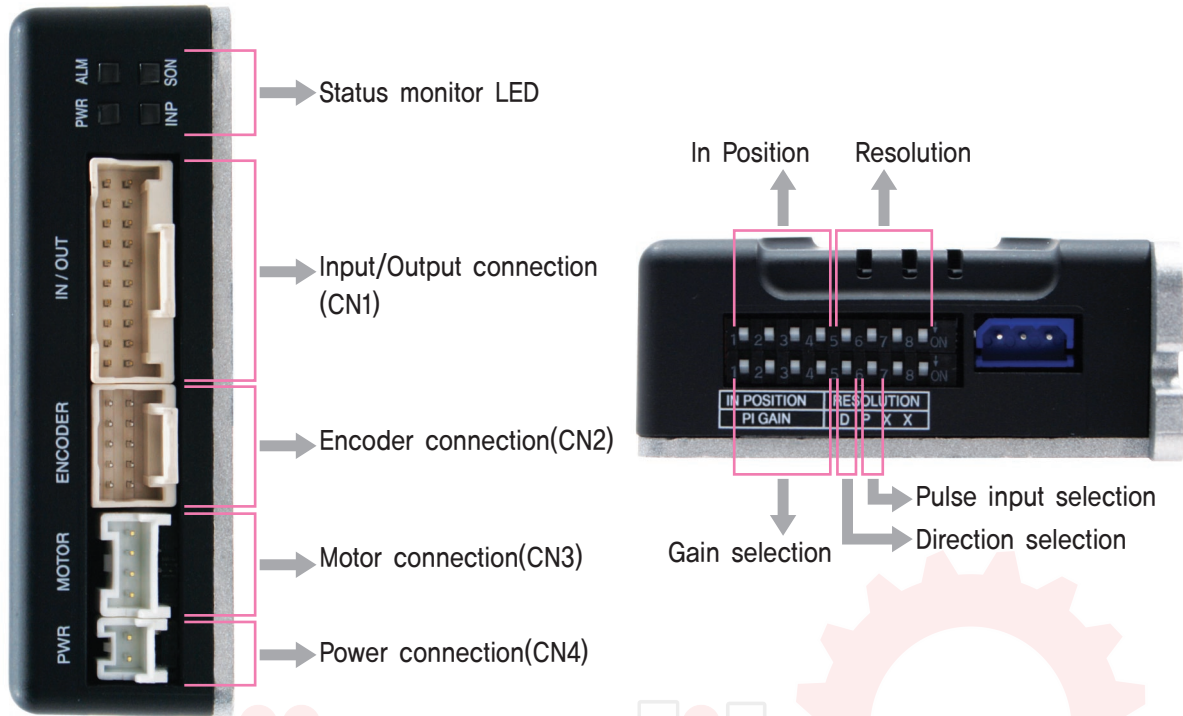 ALM
SON
PWR
INP
Status monitor LED
IN / OUT
Input/Output connection
(CN1)
ENCODER
Encoder connection(CN2)
MOTOR
Motor connection(CN3)
PWR
Power connection(CN4)
In Position
Resolution
1 2 3 4 5 6 7 8 ON
1 2 3 4 5 6 7 8 ON
IN POSITION RESOLUTION
PI GAIN D P X X
Pulse input selection
Direction selection
Gain selection